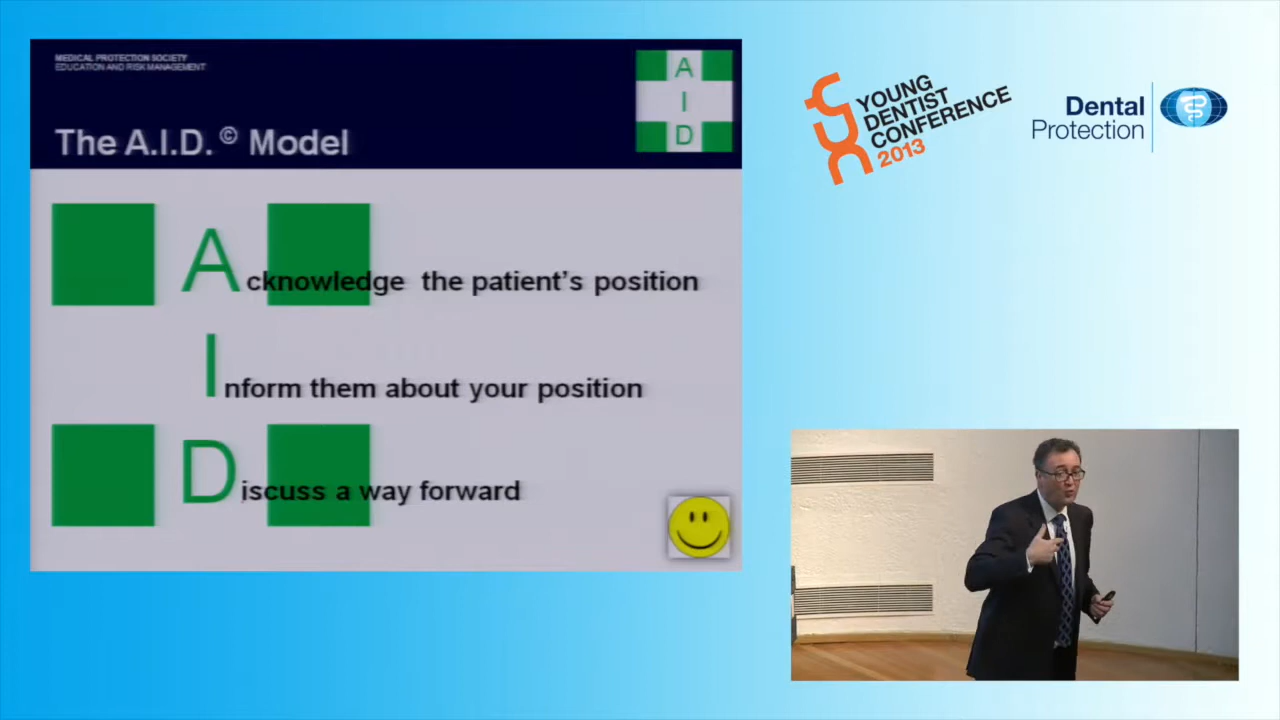 MEDICAL PROTECTION SOCIETY
EDUCATION AND RISK MANAGEMENT
The A.I.D.© Model
A
I
D
Acknowledge the patient's position
Inform them about your position
Discuss a way forward
YOUNG
DENTIST
CONFERENCE
2013
Dental
Protection